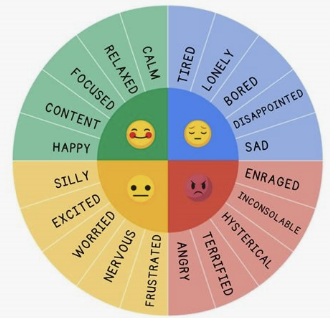 CALM
RELAXED
FOCUSED
CONTENT
HAPPY
TIRED
LONELY
BORED
DISAPPOINTED
SAD
SILLY
EXCITED
WORRIED
NERVOUS
FRUSTRATED
ENRAGED
INCONSOLABLE
HYSTERICAL
TERRIFIED
ANGRY